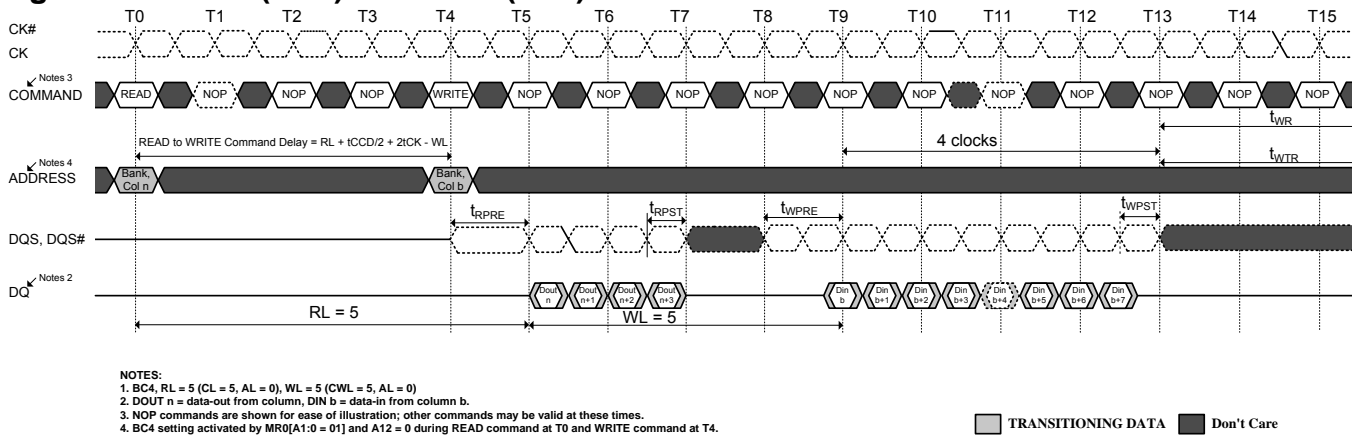 T0 T1 T2 T3 T4 T5 T6 T7 T8 T9 T10 T11 T12 T13 T14 T15
CK#
CK
Notes 3
COMMAND
READ NOP NOP NOP WRITE NOP NOP NOP NOP NOP NOP NOP NOP NOP NOP NOP
READ to WRITE Command Delay = RL + tCCD/2 + 2tCK - WL
4 clocks
tWR
tWTR
Notes 4
ADDRESS
Bank, Col n
Bank, Col b
tRPRE tRPST tWPRE tWPST
DQS, DQS#
Notes 2
DQ
Dout n Dout n+1 Dout n+2 Dout n+3 Din b Din b+1 Din b+2 Din b+3 Din b+4 Din b+5 Din b+6 Din b+7
RL = 5 WL = 5
NOTES:
1. BC4, RL = 5 (CL = 5, AL = 0), WL = 5 (CWL = 5, AL = 0)
2. DOUT n = data-out from column, DIN b = data-in from column b.
3. NOP commands are shown for ease of illustration; other commands may be valid at these times.
4. BC4 setting activated by MR0[A1:0 = 01] and A12 = 0 during READ command at T0 and WRITE command at T4.
TRANSITIONING DATA Don't Care